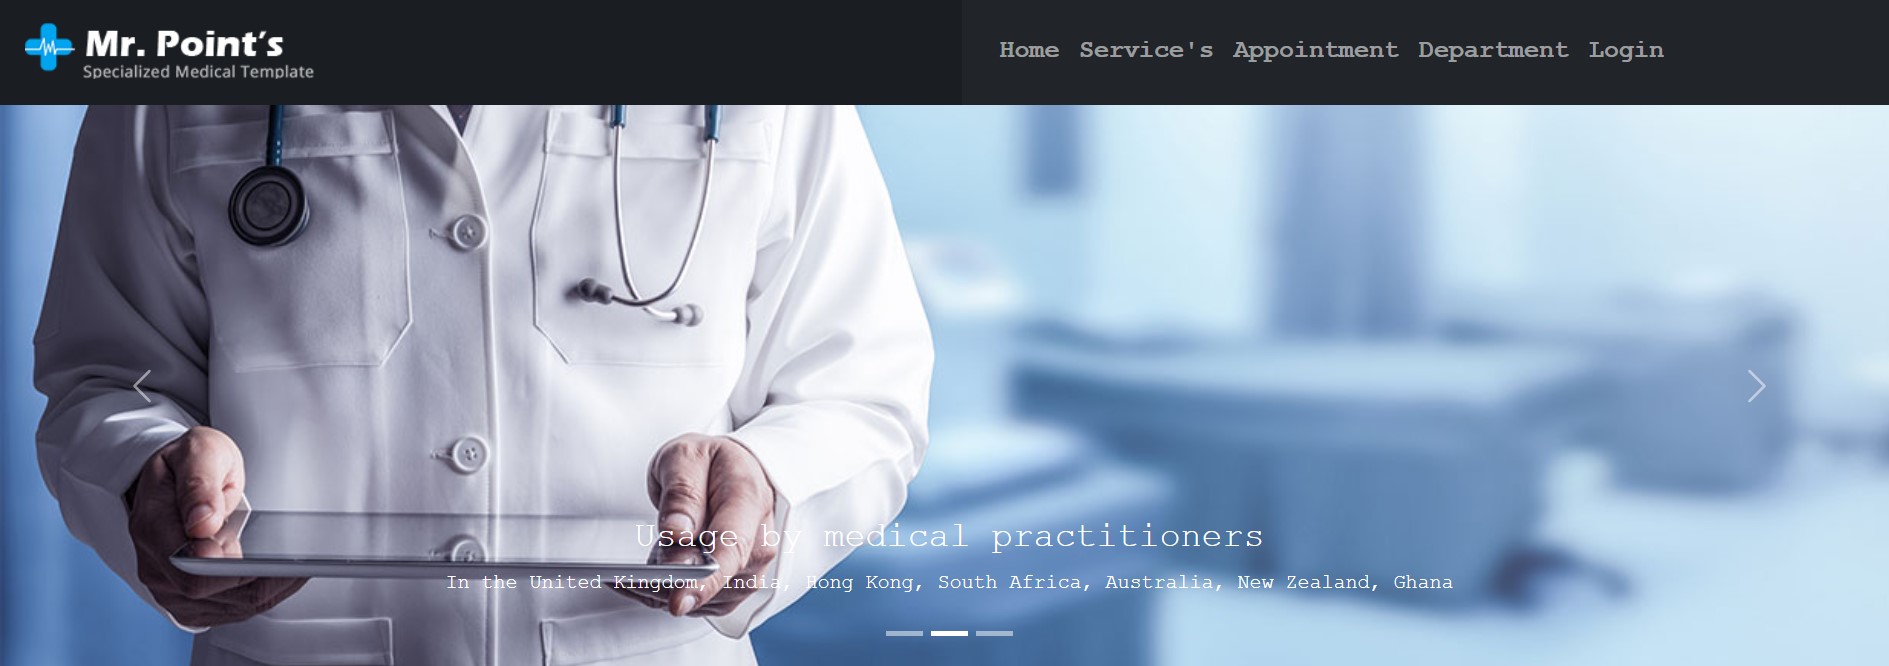 Mr. Point's
Specialized Medical Template
Home Service's Appointment Department Login
Usage by medical practitioners
In the United Kingdom, India, Hong Kong, South Africa, Australia, New Zealand, Ghana